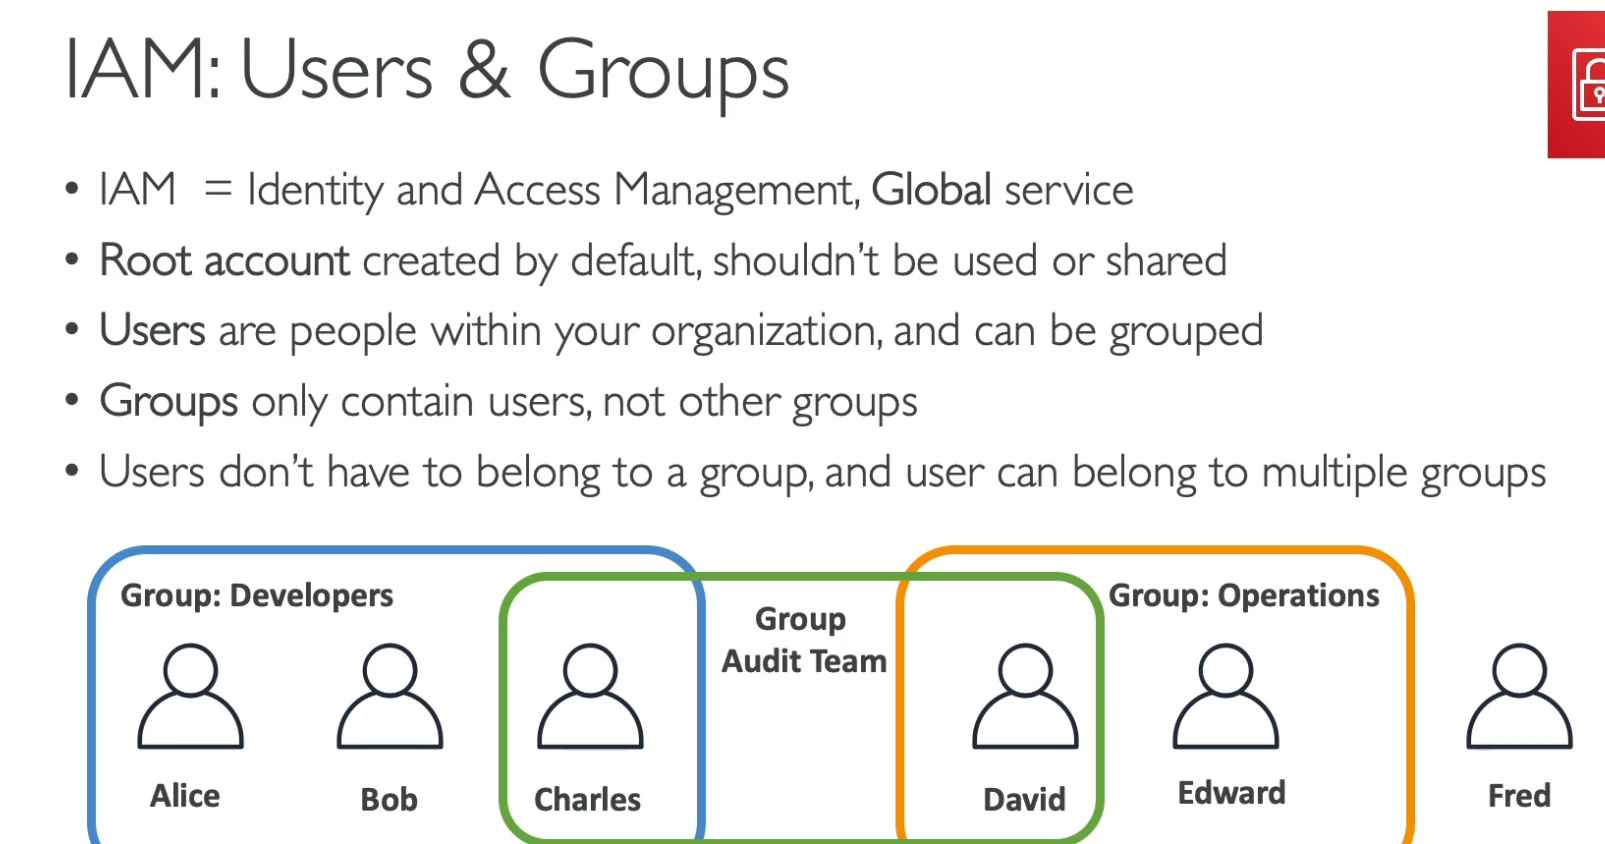 IAM: Users & Groups
• IAM = Identity and Access Management, Global service
• Root account created by default, shouldn't be used or shared
• Users are people within your organization, and can be grouped
• Groups only contain users, not other groups
• Users don't have to belong to a group, and user can belong to multiple groups
Group: Developers
Group
Audit Team
Group: Operations
Alice
Bob
Charles
David
Edward
Fred